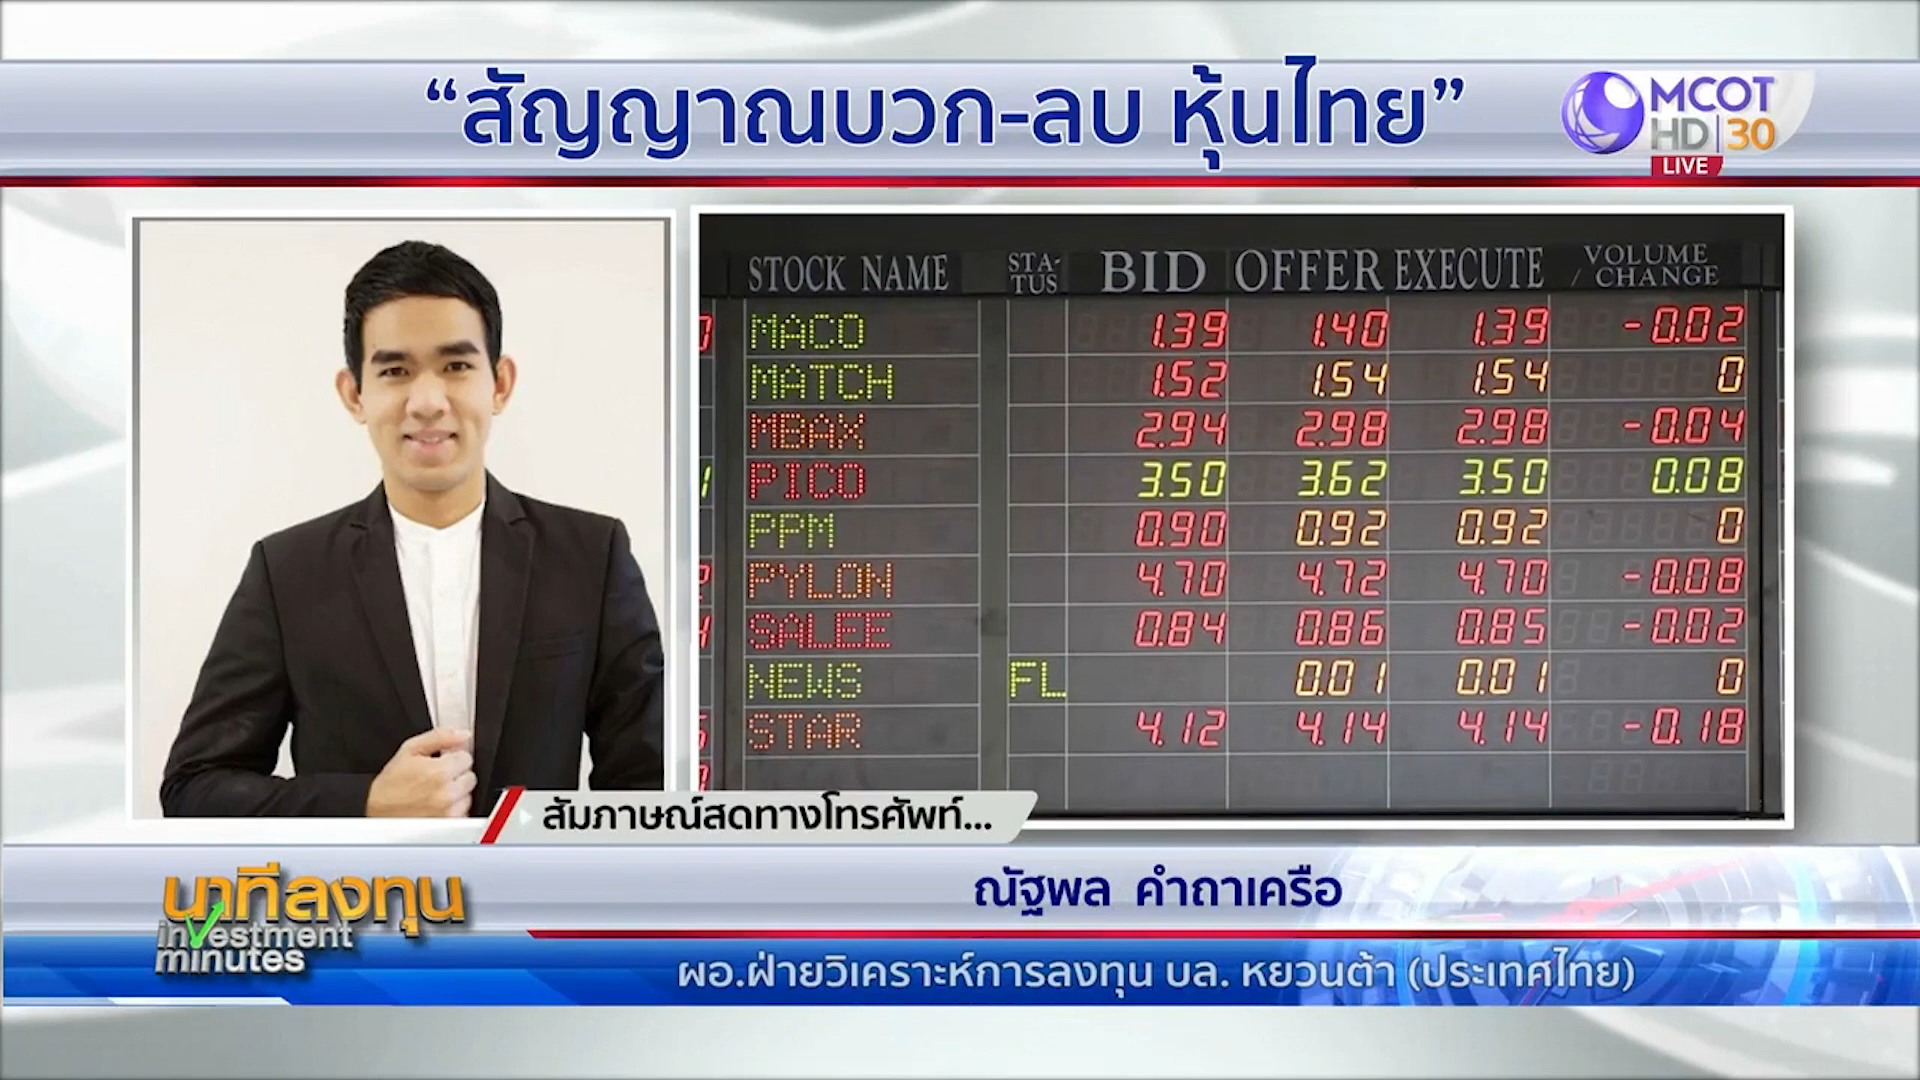 “สัญญาณบวก-ลบ หุ้นไทย”
MCOT
HD 30
LIVE
STOCK NAME STA-TUS BID OFFER EXECUTE VOLUME / CHANGE
MACO 1.39 1.40 1.39 -0.02
MATCH 1.52 1.54 1.54 0
MBAX 2.94 2.98 2.98 -0.04
PICO 3.50 3.62 3.50 0.08
PPM 0.90 0.92 0.92 0
PYLON 4.70 4.72 4.70 -0.08
SALEE 0.84 0.86 0.85 -0.02
NEWS FL 0.01 0.01 0
STAR 4.12 4.14 4.14 -0.18
สัมภาษณ์สดทางโทรศัพท์...
นาทีลงทุน
investment
minutes
ณัฐพล คำถาเครือ
ผอ.ฝ่ายวิเคราะห์การลงทุน บล. หยวนต้า (ประเทศไทย)